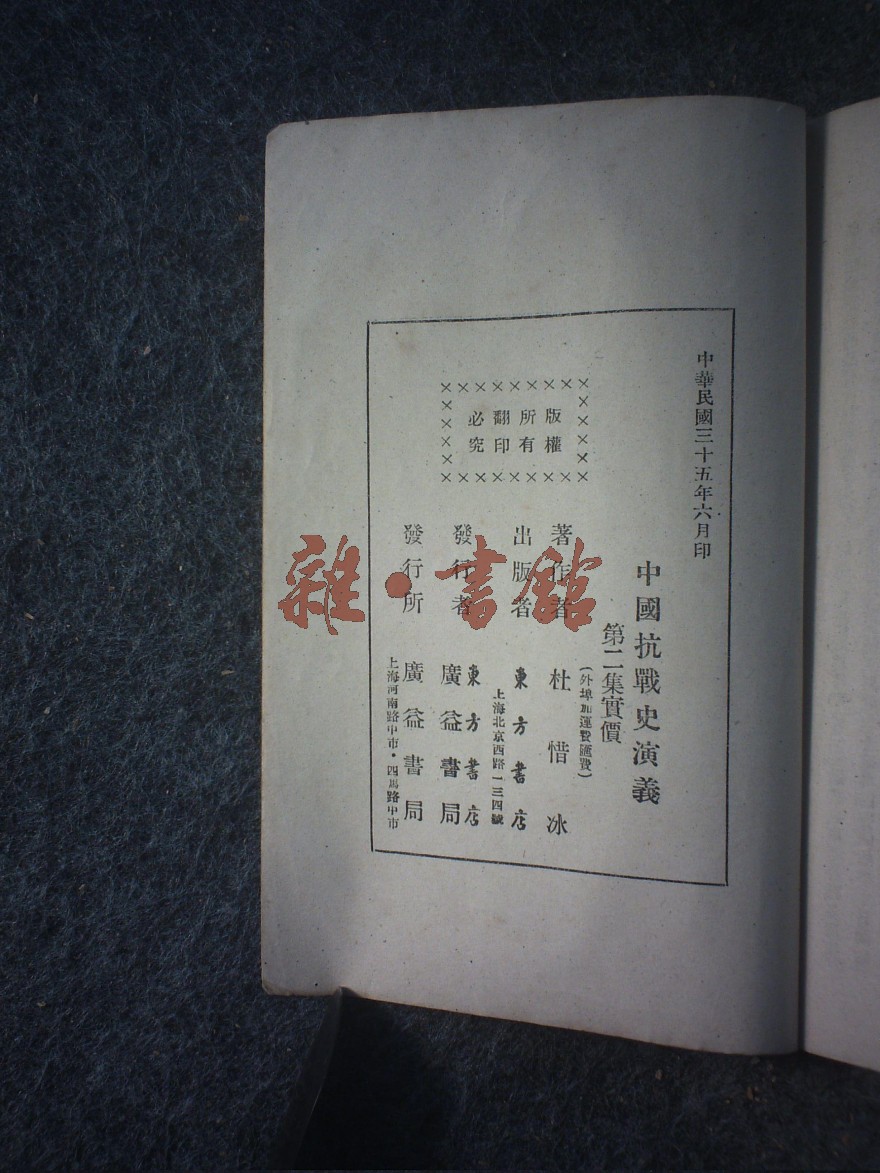 中華民國三十五年六月印
中國抗戰史演義
第二集實價
(外埠加運費匯費)
版權
所有
翻印
必究
著作者 杜惜冰
出版者 東方書店
上海北京西路一三四號
發行者 東方書店
廣益書局
發行所 廣益書局
上海河南路中市·四馬路中市
雜·書館